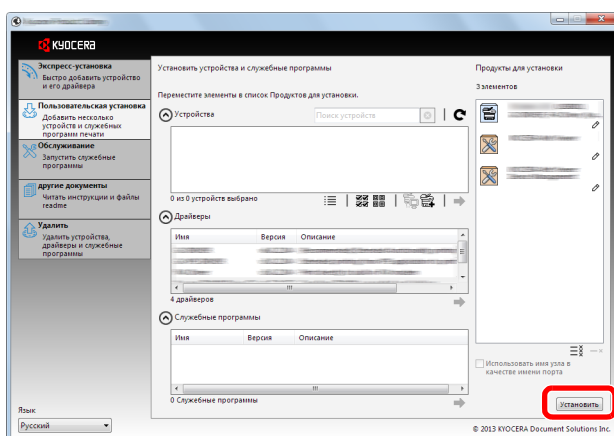 KYOCERA
Экспресс-установка
Быстро добавить устройство
и его драйвера
Пользовательская установка
Добавить несколько
устройств и служебных
программ печати
Обслуживание
Запустить служебные
программы
другие документы
Читать инструкции и файлы
readme
Удалить
Удалить устройства,
драйверы и служебные
программы
Язык
Русский
Установить устройства и служебные программы
Переместите элементы в список Продуктов для установки.
Устройства
Поиск устройств
0 из 0 устройств выбрано
Драйверы
Имя Версия Описание
4 драйверов
Служебные программы
Имя Версия Описание
0 Служебные программы
Продукты для установки
3 элементов
Использовать имя узла в
качестве имени порта
Установить
© 2013 KYOCERA Document Solutions Inc.